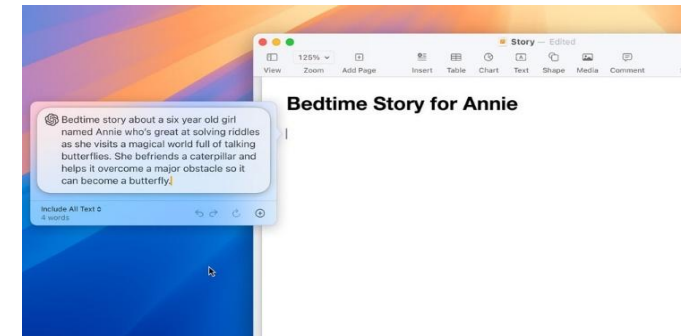 Story — Edited
125%
View Zoom Add Page Insert Table Chart Text Shape Media Comment
Bedtime Story for Annie
Bedtime story about a six year old girl
named Annie who's great at solving riddles
as she visits a magical world full of talking
butterflies. She befriends a caterpillar and
helps it overcome a major obstacle so it
can become a butterfly.
Include All Text
4 words